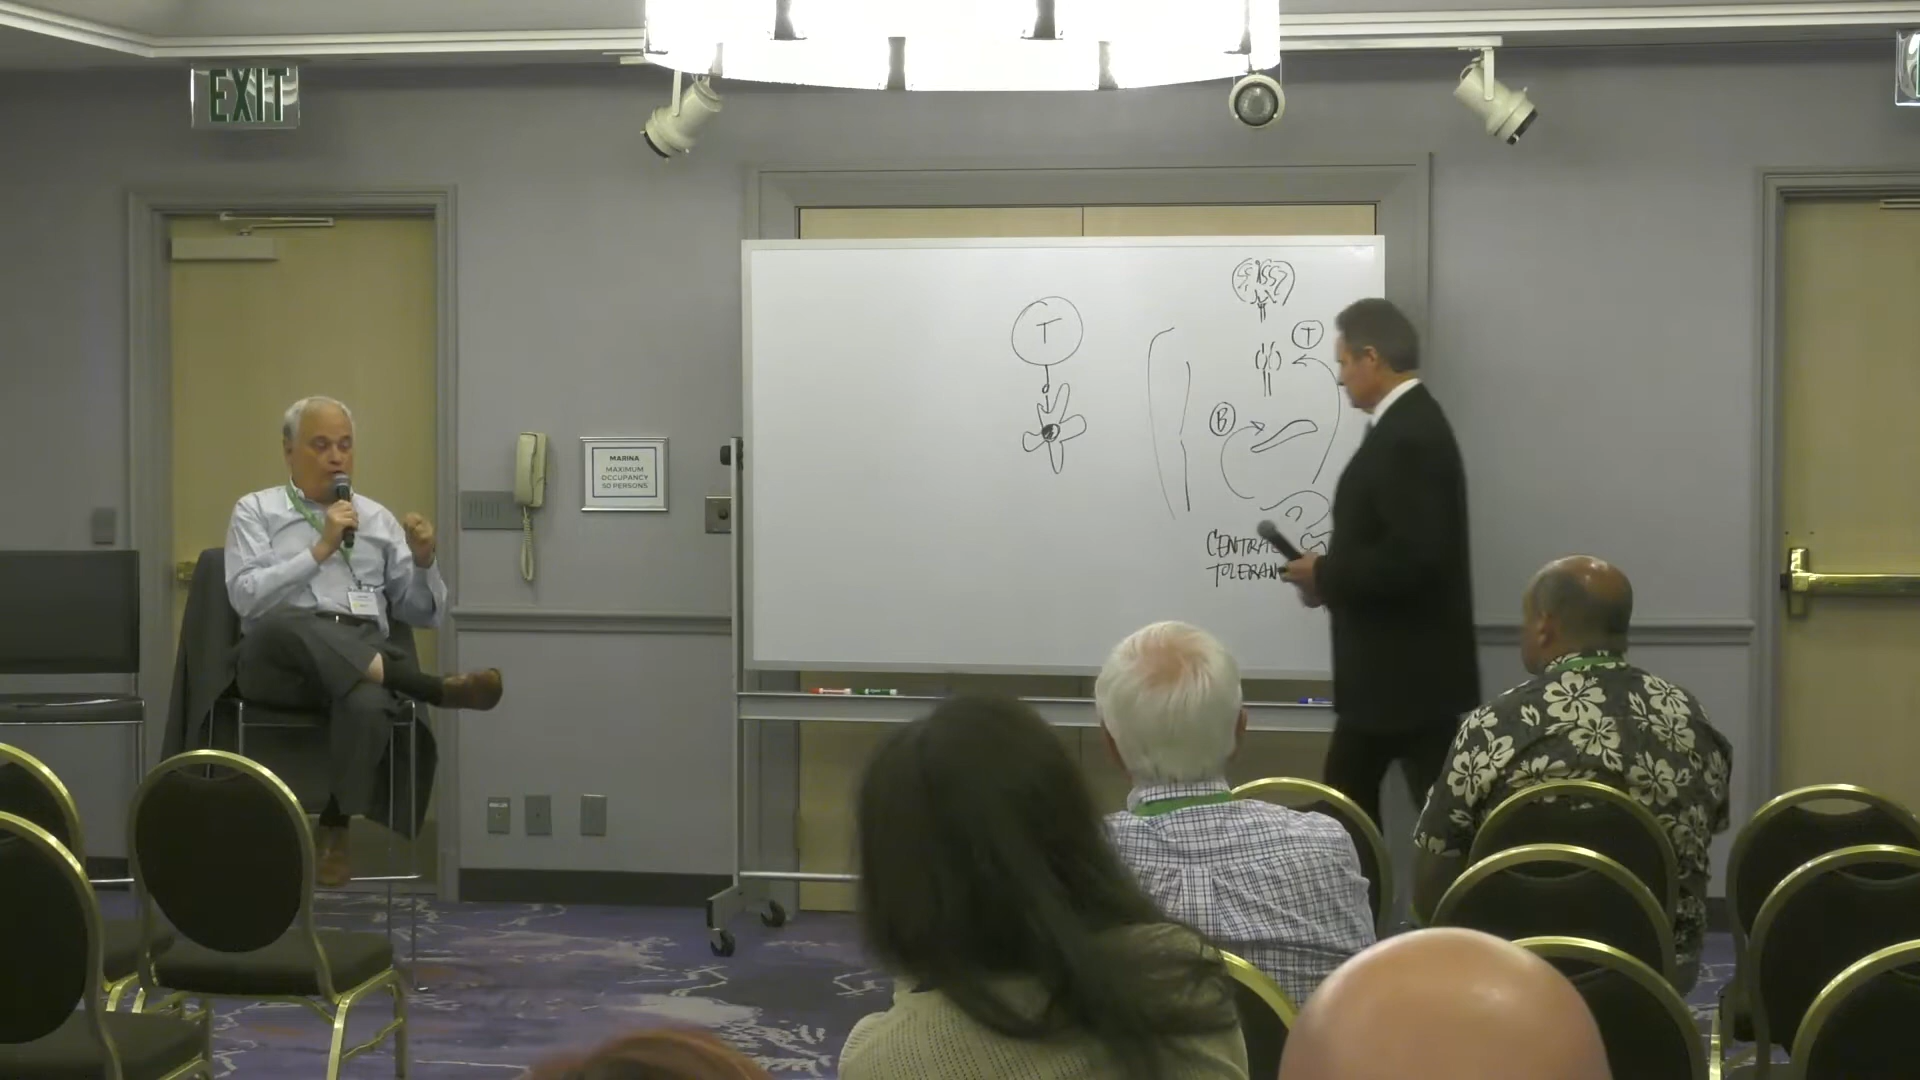 EXIT
MARINA
MAXIMUM
OCCUPANCY
50 PERSONS
T
T
B
CENTRA
TOLERAN